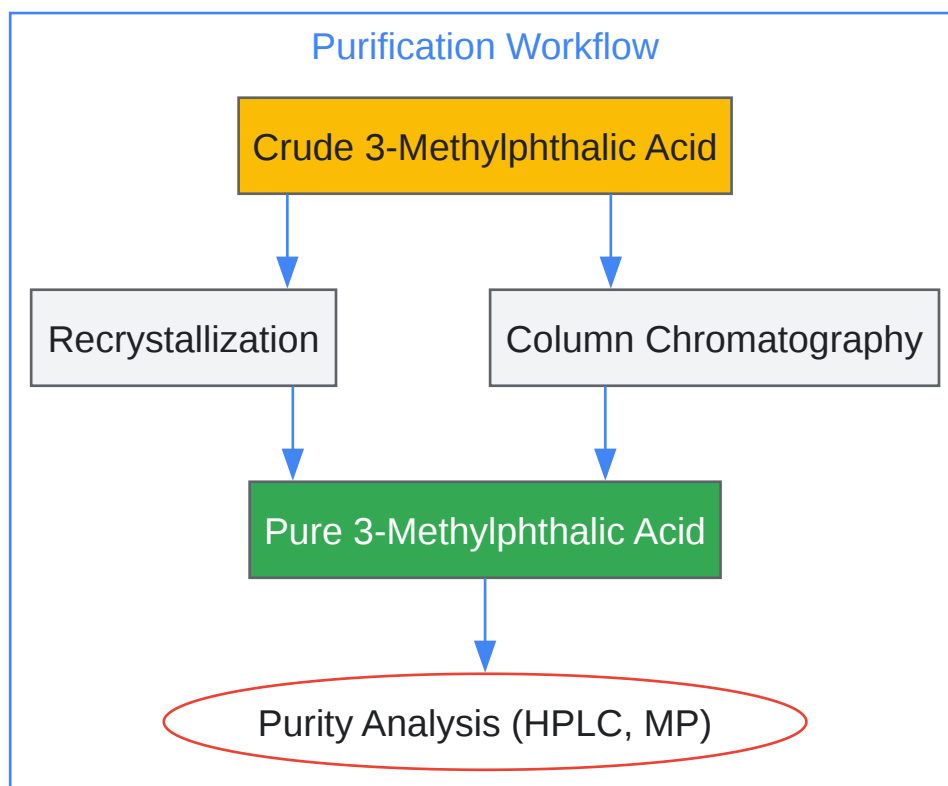 Purification Workflow
Crude 3-Methylphthalic Acid
Recrystallization
Column Chromatography
Pure 3-Methylphthalic Acid
Purity Analysis (HPLC, MP)